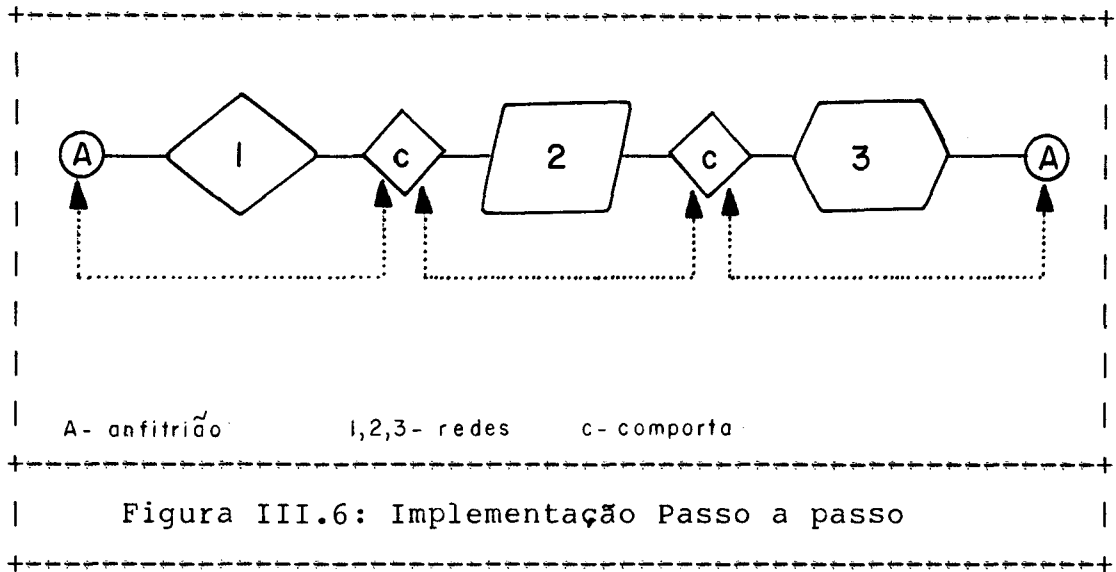 A 1 c 2 c 3 A
A- anfitrião 1,2,3- redes c- comporta
Figura III.6: Implementação Passo a passo